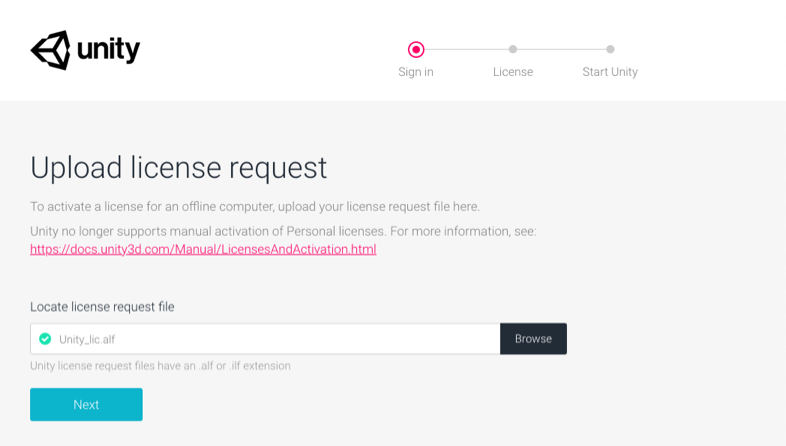 unity
Sign in
License
Start Unity
Upload license request
To activate a license for an offline computer, upload your license request file here.
Unity no longer supports manual activation of Personal licenses. For more information, see:
https://docs.unity3d.com/Manual/LicensesAndActivation.html
Locate license request file
Unity_lic.alf
Browse
Unity license request files have an .alf or .ilf extension
Next